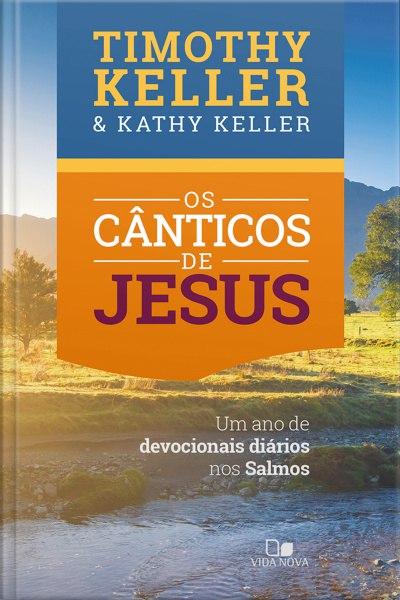 TIMOTHY
KELLER
& KATHY KELLER
OS
CÂNTICOS
DE
JESUS
Um ano de
devocionais diários
nos Salmos
VIDA NOVA